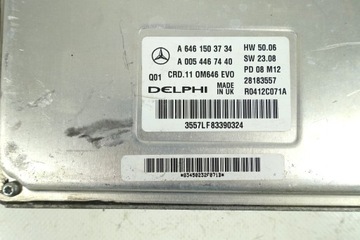 A 646 150 37 34 HW 50.06
A 005 446 74 40 SW 23.08
Q01 CRD.11 OM646 EVO PD 08 M12
DELPHI MADE IN UK 28183557
R0412C071A
3557LF83390324